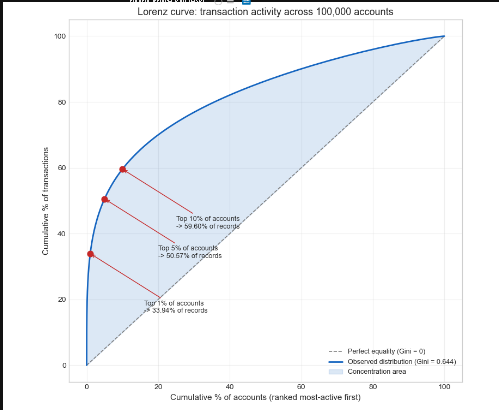 Lorenz curve: transaction activity across 100,000 accounts
100
80
60
40
20
0
Cumulative % of transactions
Top 10% of accounts
-> 59.60% of records
Top 5% of accounts
-> 50.57% of records
Top 1% of accounts
-> 33.94% of records
Perfect equality (Gini = 0)
Observed distribution (Gini = 0.644)
Concentration area
0 20 40 60 80 100
Cumulative % of accounts (ranked most-active first)